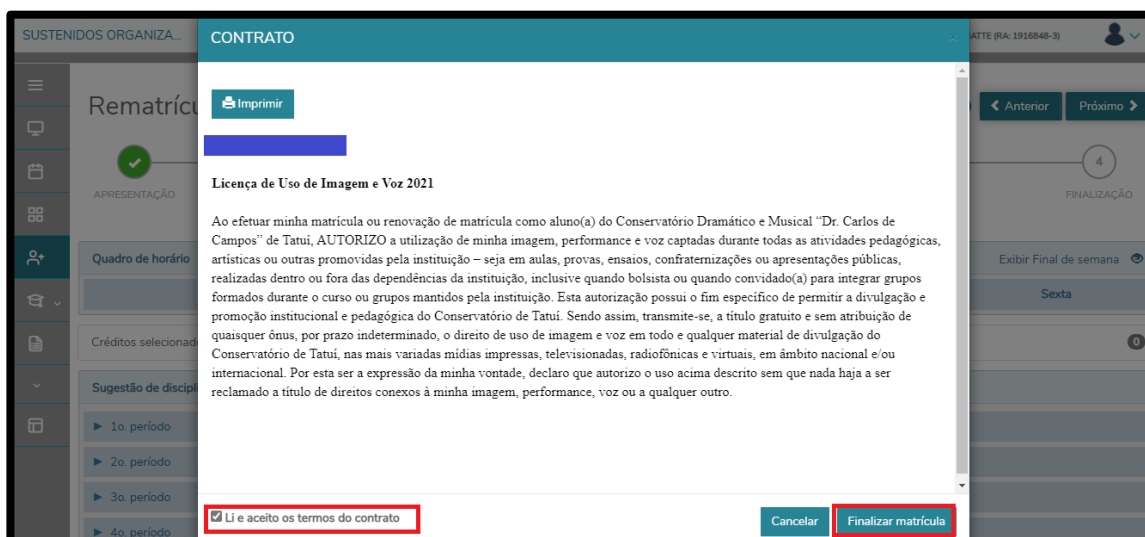 SUSTENIDOS ORGANIZA...
CONTRATO
ATTE (RA: 1916848-3)
Imprimir
Anterior
Próximo
APRESENTAÇÃO
4
FINALIZAÇÃO
Licença de Uso de Imagem e Voz 2021
Ao efetuar minha matrícula ou renovação de matrícula como aluno(a) do Conservatório Dramático e Musical “Dr. Carlos de
Campos” de Tatuí, AUTORIZO a utilização de minha imagem, performance e voz captadas durante todas as atividades pedagógicas,
artísticas ou outras promovidas pela instituição – seja em aulas, provas, ensaios, confraternizações ou apresentações públicas,
realizadas dentro ou fora das dependências da instituição, inclusive quando bolsista ou quando convidado(a) para integrar grupos
formados durante o curso ou grupos mantidos pela instituição. Esta autorização possui o fim específico de permitir a divulgação e
promoção institucional e pedagógica do Conservatório de Tatuí. Sendo assim, transmite-se, a título gratuito e sem atribuição de
quaisquer ônus, por prazo indeterminado, o direito de uso de imagem e voz em todo e qualquer material de divulgação do
Conservatório de Tatuí, nas mais variadas mídias impressas, televisionadas, radiofônicas e virtuais, em âmbito nacional e/ou
internacional. Por esta ser a expressão da minha vontade, declaro que autorizo o uso acima descrito sem que nada haja a ser
reclamado a título de direitos conexos à minha imagem, performance, voz ou a qualquer outro.
Quadro de horário
Exibir Final de semana
Sexta
Créditos selecionad
0
Sugestão de discipl
1o. período
2o. período
3o. período
4o. período
Li e aceito os termos do contrato
Cancelar
Finalizar matrícula